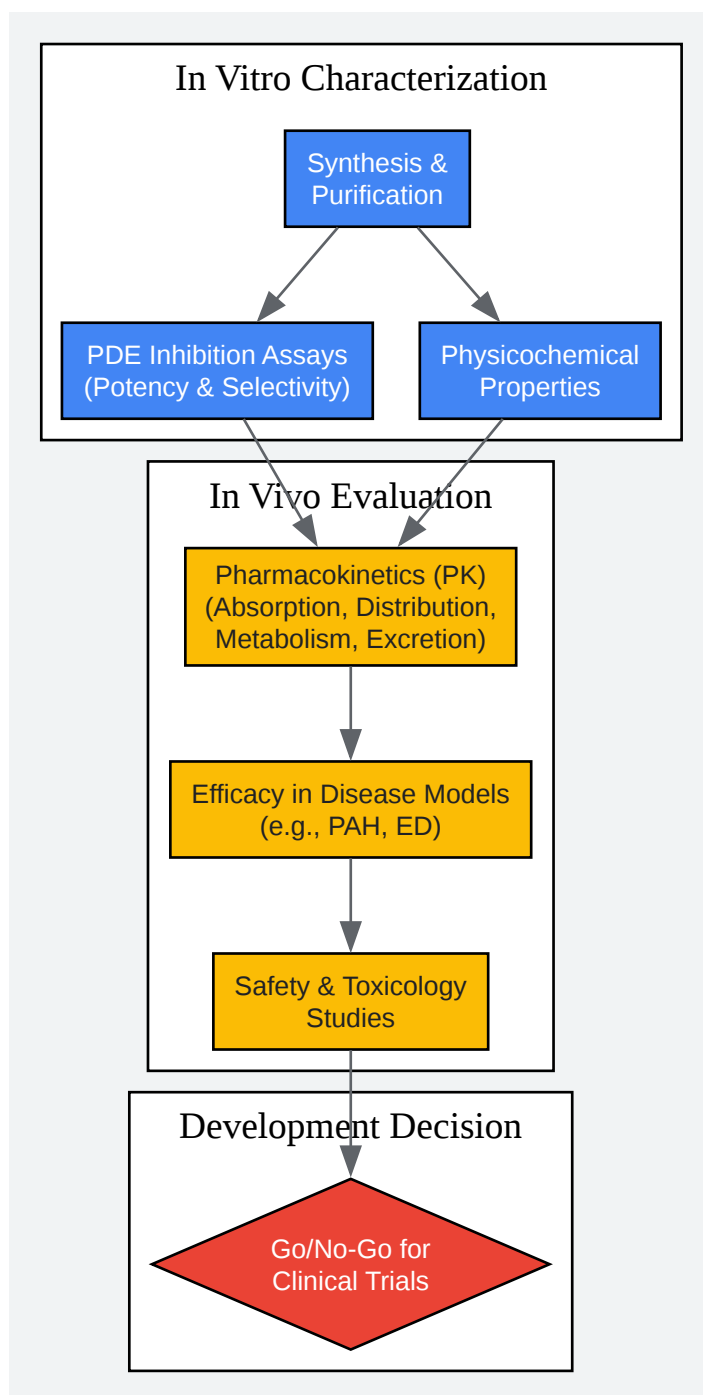 In Vitro Characterization
Synthesis &
Purification
PDE Inhibition Assays
(Potency & Selectivity)
Physicochemical
Properties
In Vivo Evaluation
Pharmacokinetics (PK)
(Absorption, Distribution,
Metabolism, Excretion)
Efficacy in Disease Models
(e.g., PAH, ED)
Safety & Toxicology
Studies
Development Decision
Go/No-Go for
Clinical Trials